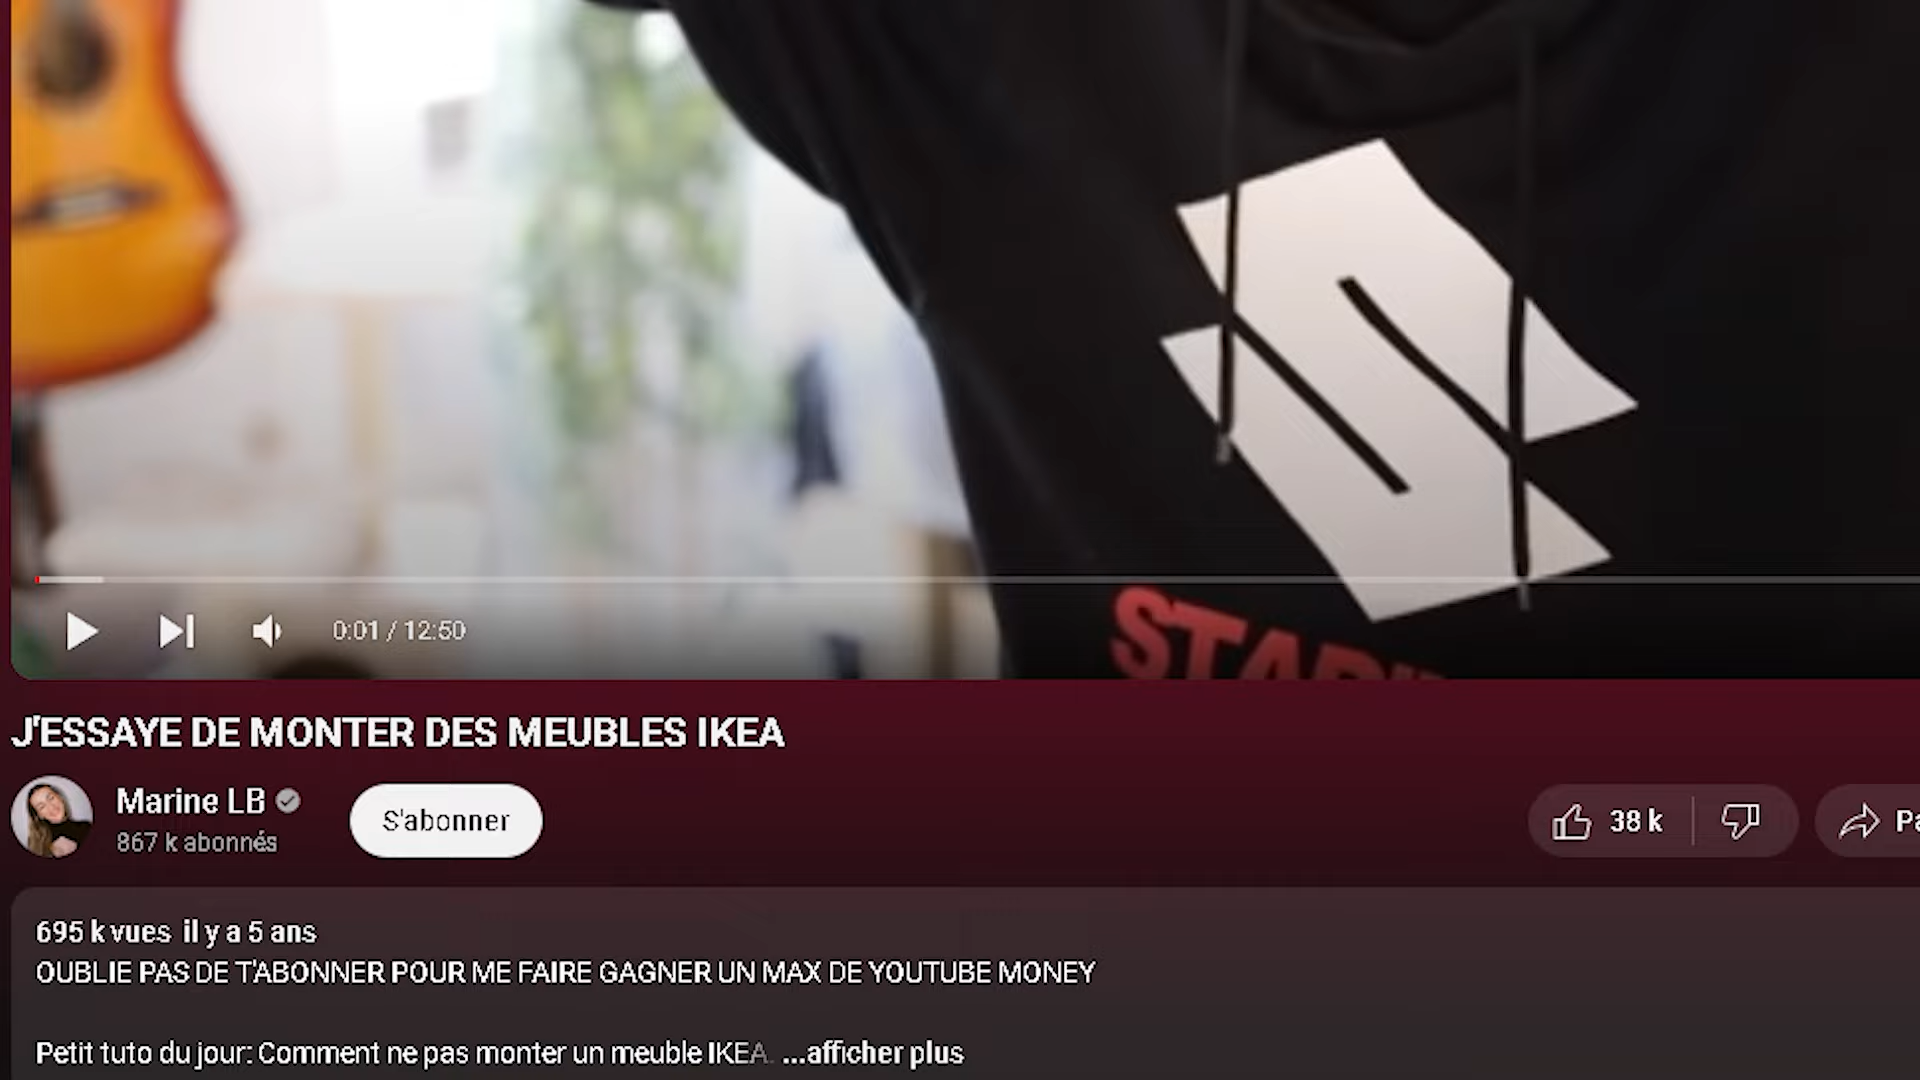 0:01 / 12:50
J'ESSAYE DE MONTER DES MEUBLES IKEA
Marine LB
867 k abonnés
S'abonner
38 k
695 k vues il y a 5 ans
OUBLIE PAS DE T'ABONNER POUR ME FAIRE GAGNER UN MAX DE YOUTUBE MONEY
Petit tuto du jour: Comment ne pas monter un meuble IKEA. ...afficher plus